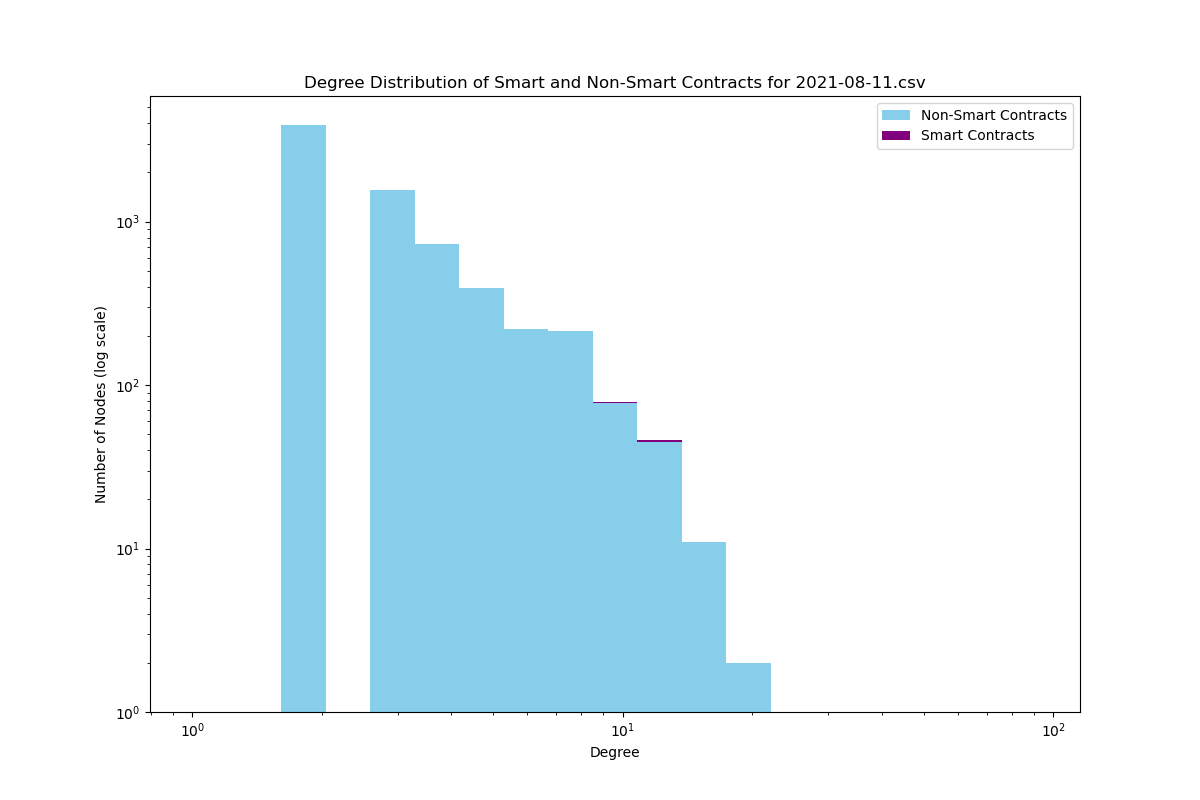 Degree Distribution of Smart and Non-Smart Contracts for 2021-08-11.csv
Non-Smart Contracts
Smart Contracts
Number of Nodes (log scale)
10³
10²
10¹
10⁰
10⁰ 10¹ 10²
Degree